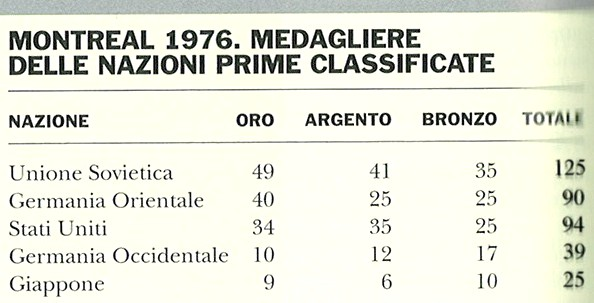 MONTREAL 1976. MEDAGLIERE
DELLE NAZIONI PRIME CLASSIFICATE
NAZIONE ORO ARGENTO BRONZO TOTALE
Unione Sovietica 49 41 35 125
Germania Orientale 40 25 25 90
Stati Uniti 34 35 25 94
Germania Occidentale 10 12 17 39
Giappone 9 6 10 25